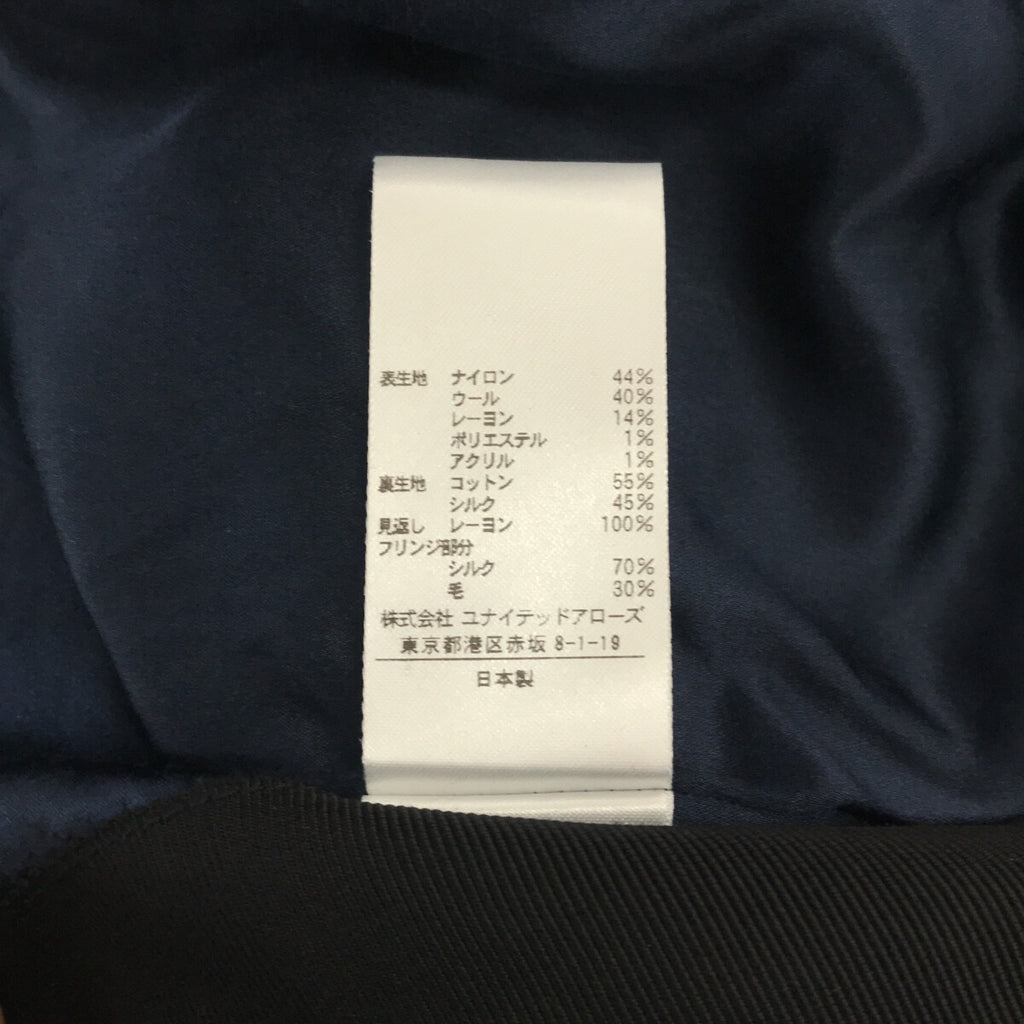 表生地 ナイロン 44%
ウール 40%
レーヨン 14%
ポリエステル 1%
アクリル 1%
裏生地 コットン 55%
シルク 45%
見返し レーヨン 100%
フリンジ部分
シルク 70%
毛 30%
株式会社 ユナイテッドアローズ
東京都港区赤坂 8-1-19
日本製